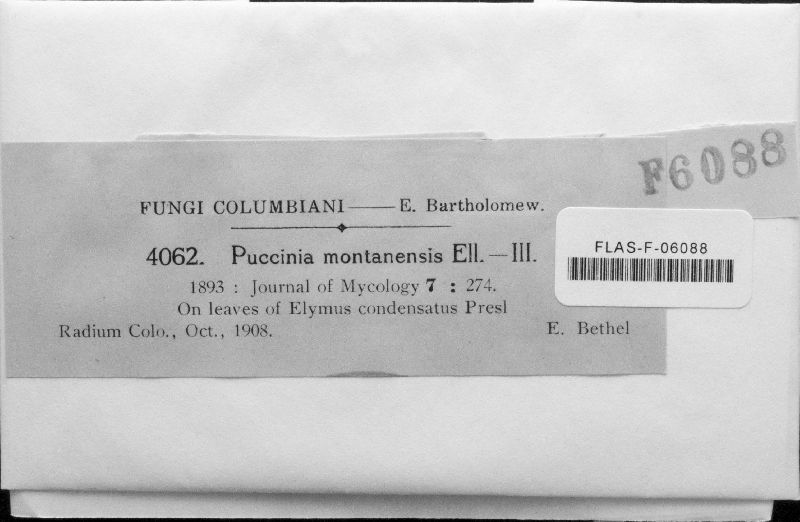 F6088
FUNGI COLUMBIANI—E. Bartholomew.
4062. Puccinia montanensis Ell.—III.
1893 : Journal of Mycology 7 : 274.
On leaves of Elymus condensatus Presl
Radium Colo., Oct., 1908. E. Bethel
FLAS-F-06088